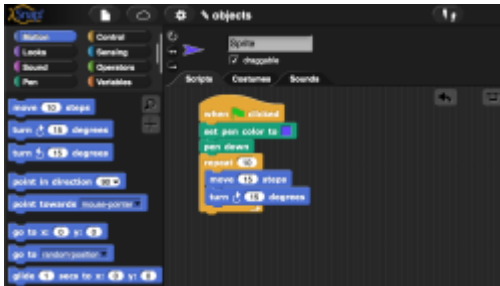 Snap!
objects
Motion Control
Looks Sensing
Sound Operators
Pen Variables
Sprite
draggable
Scripts Costumes Sounds
move 10 steps
turn 15 degrees
turn 15 degrees
point in direction 90
point towards mouse-pointer
go to x: 0 y: 0
go to random position
glide 1 secs to x: 0 y: 0
when clicked
set pen color to
pen down
repeat 10
move 15 steps
turn 15 degrees